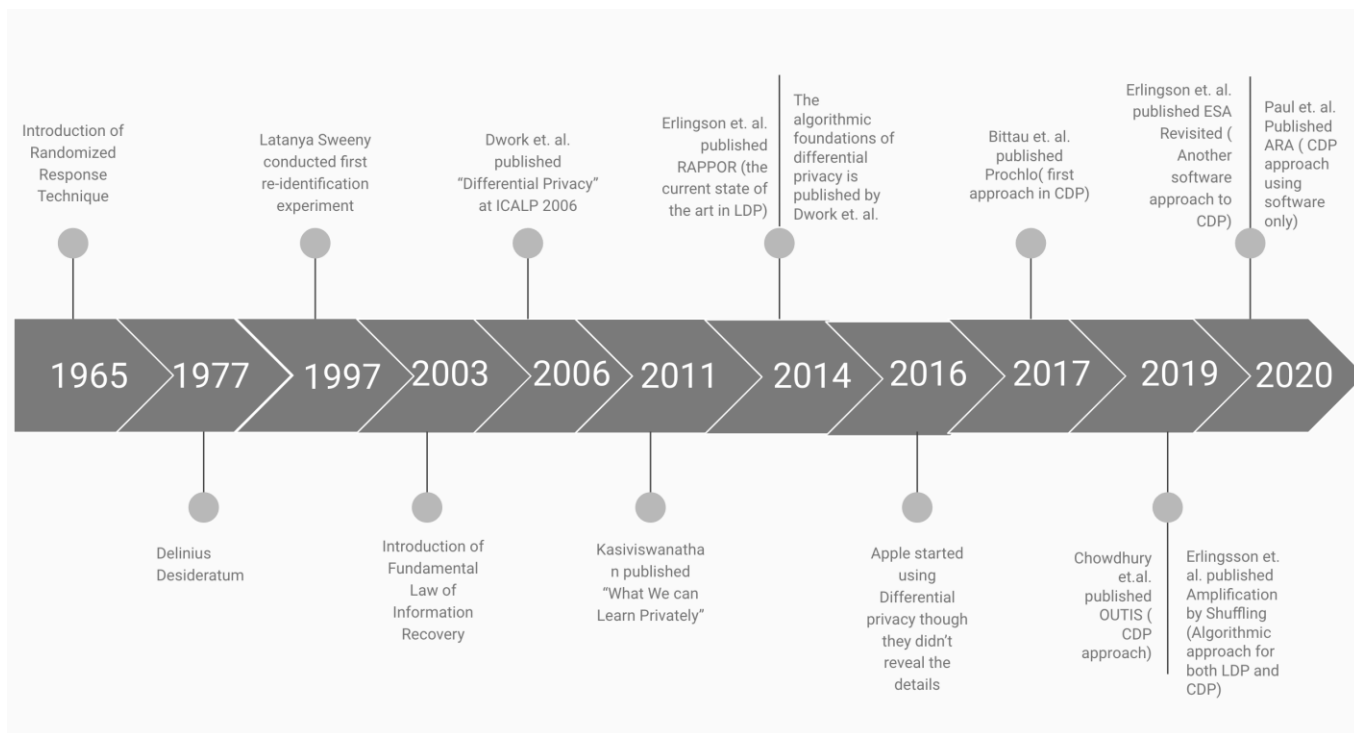 Introduction of
Randomized
Response
Technique
Latanya Sweeny
conducted first
re-identification
experiment
Dwork et. al.
published
“Differential Privacy”
at ICALP 2006
Erlingson et. al.
published
RAPPOR (the
current state of
the art in LDP)
The
algorithmic
foundations of
differential
privacy is
published by
Dwork et. al.
Bittau et. al.
published
Prochlo( first
approach in CDP)
Erlingson et. al.
published ESA
Revisited (
Another
software
approach to
CDP)
Paul et. al.
Published
ARA ( CDP
approach
using
software
only)
1965
1977
1997
2003
2006
2011
2014
2016
2017
2019
2020
Delinius
Desideratum
Introduction of
Fundamental
Law of
Information
Recovery
Kasiviswanatha
n published
“What We can
Learn Privately”
Apple started
using
Differential
privacy though
they didn’t
reveal the
details
Chowdhury
et.al.
published
OUTIS (
CDP
approach)
Erlingsson et.
al. published
Amplification
by Shuffling
(Algorithmic
approach for
both LDP and
CDP)